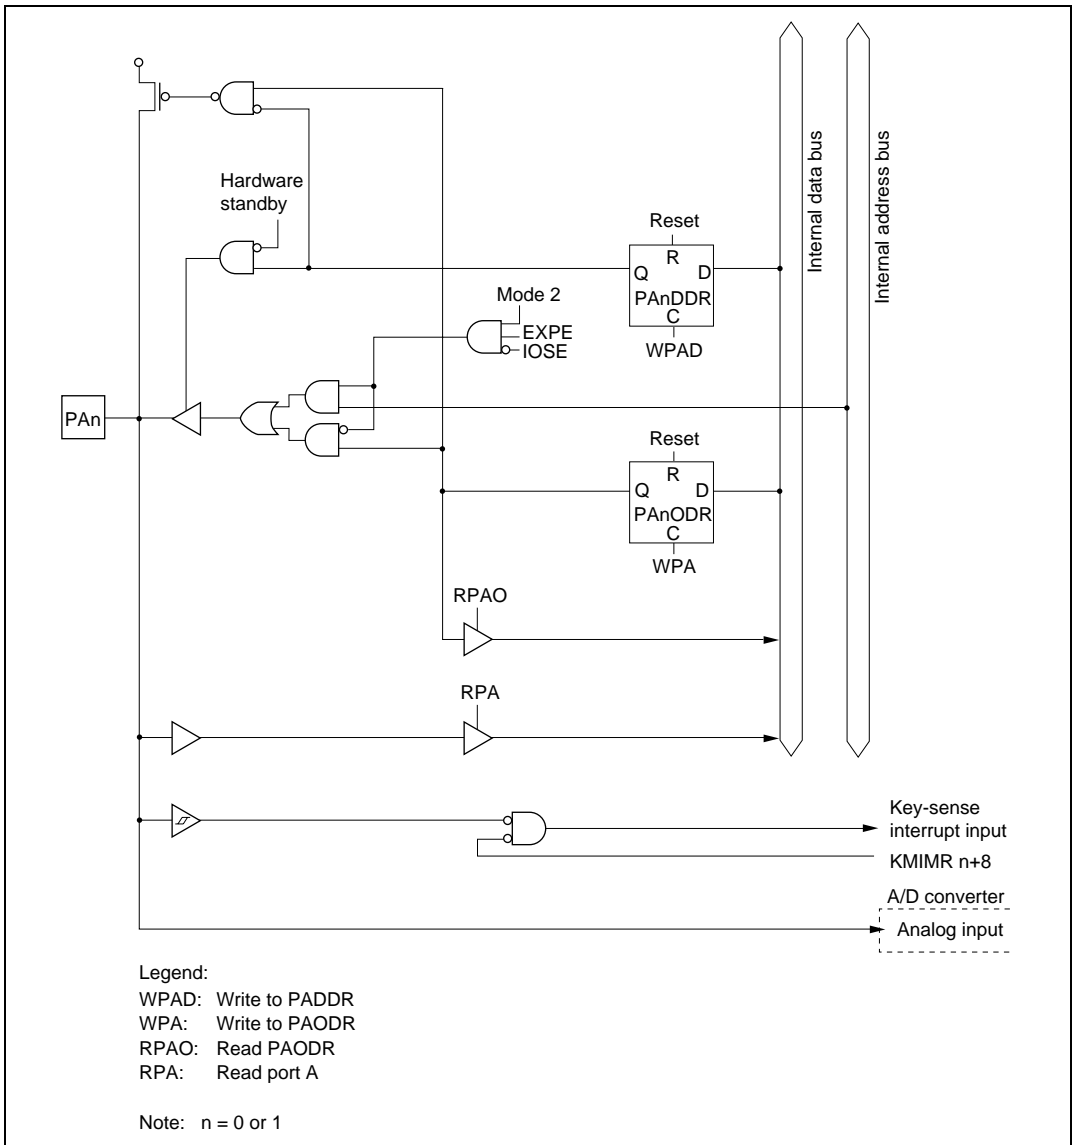 Hardware
standby
Internal data bus
Internal address bus
Reset
R
Q D
PAnDDR
C
WPAD
Mode 2
EXPE
IOSE
PAn
Reset
R
Q D
PAnODR
C
WPA
RPAO
RPA
Key-sense
interrupt input
KMIMR n+8
A/D converter
Analog input
Legend:
WPAD: Write to PADDR
WPA: Write to PAODR
RPAO: Read PAODR
RPA: Read port A
Note: n = 0 or 1